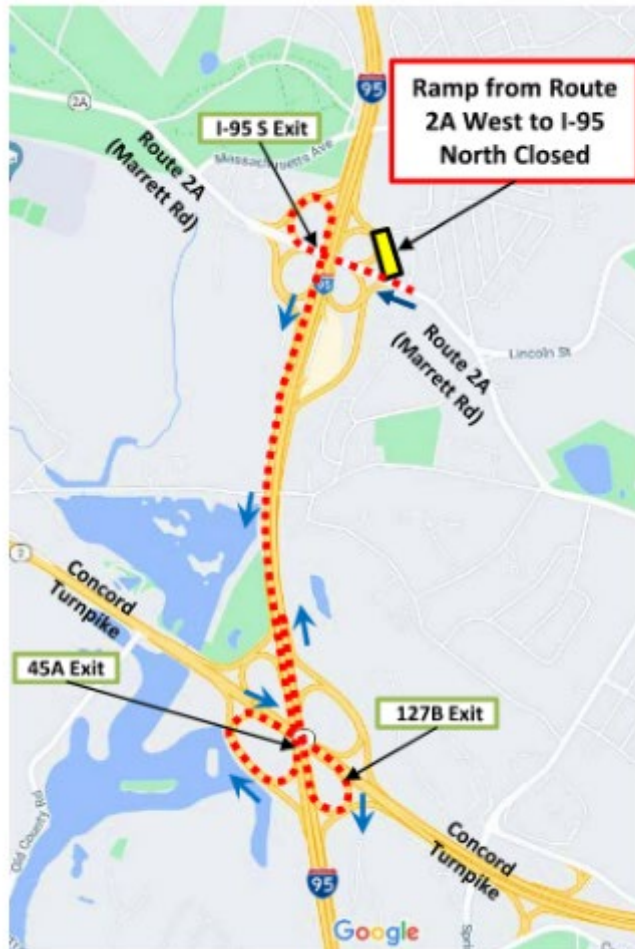 95
2A
Ramp from Route
2A West to I-95
North Closed
I-95 S Exit
Massachusetts Ave
Route 2A
(Marrett Rd)
95
Route 2A
(Marrett Rd)
Lincoln St
2
Concord
Turnpike
45A Exit
127B Exit
Old County Rd
Concord
Turnpike
95
Google
Spri